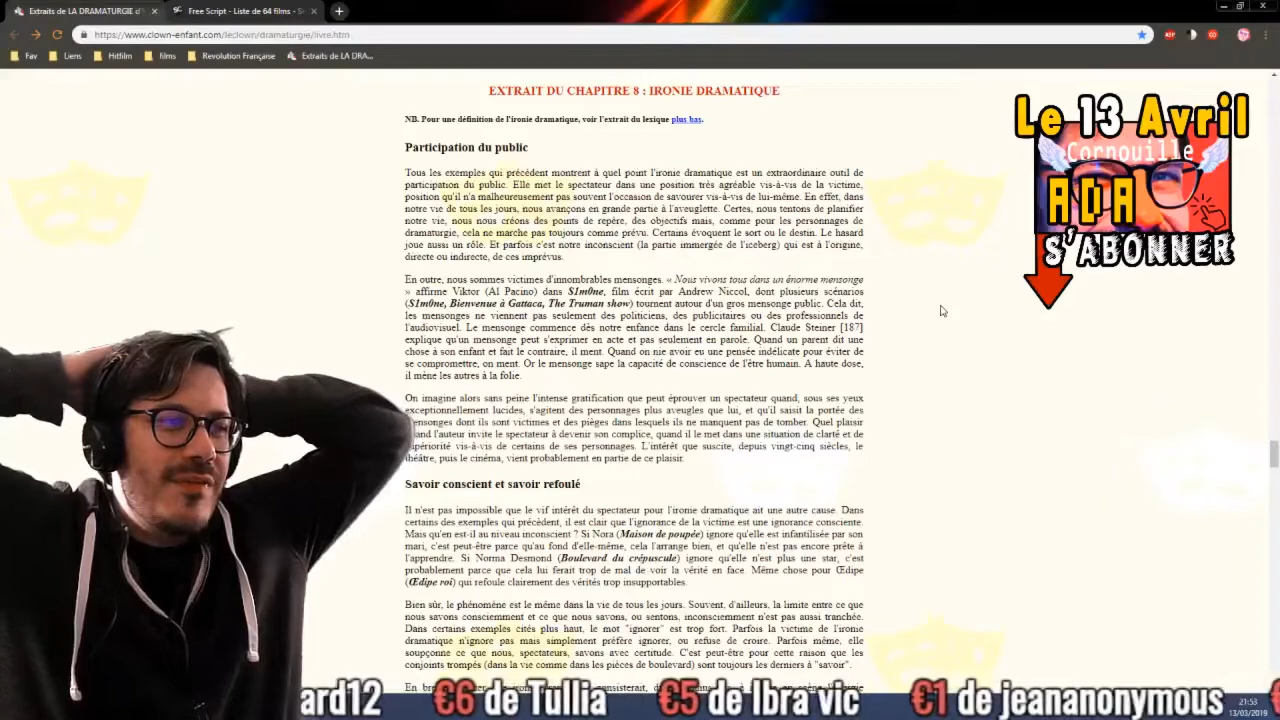 Extraits de LA DRAMATURGIE d'
Free Script - Liste de 64 films - S
https://www.clown-enfant.com/leclown/dramaturgie/livre.htm
Fav
Liens
Hitfilm
films
Revolution Française
Extraits de LA DRA...
EXTRAIT DU CHAPITRE 8 : IRONIE DRAMATIQUE
NB. Pour une définition de l'ironie dramatique, voir l'extrait du lexique plus bas.
Participation du public
Tous les exemples qui précèdent montrent à quel point l'ironie dramatique est un extraordinaire outil de
participation du public. Elle met le spectateur dans une position très agréable vis-à-vis de la victime,
position qu'il n'a malheureusement pas souvent l'occasion de savourer vis-à-vis de lui-même. En effet, dans
notre vie de tous les jours, nous avançons en grande partie à l'aveuglette. Certes, nous tentons de planifier
notre vie, nous nous créons des points de repère, des objectifs mais, comme pour les personnages de
dramaturgie, cela ne marche pas toujours comme prévu. Certains évoquent le sort ou le destin. Le hasard
joue aussi un rôle. Et parfois c'est notre inconscient (la partie immergée de l'iceberg) qui est à l'origine,
directe ou indirecte, de ces imprévus.
En outre, nous sommes victimes d'innombrables mensonges. « Nous vivons tous dans un énorme mensonge
» affirme Viktor (Al Pacino) dans S1m0ne, film écrit par Andrew Niccol, dont plusieurs scénarios
(S1m0ne, Bienvenue à Gattaca, The Truman show) tournent autour d'un gros mensonge public. Cela dit,
les mensonges ne viennent pas seulement des politiciens, des publicitaires ou des professionnels de
l'audiovisuel. Le mensonge commence dès notre enfance dans le cercle familial. Claude Steiner [187]
explique qu'un mensonge peut s'exprimer en acte et pas seulement en parole. Quand un parent dit une
chose à son enfant et fait le contraire, il ment. Quand on nie avoir eu une pensée indélicate pour éviter de
se compromettre, on ment. Or le mensonge sape la capacité de conscience de l'être humain. A haute dose,
il mène les autres à la folie.
On imagine alors sans peine l'intense gratification que peut éprouver un spectateur quand, sous ses yeux
exceptionnellement lucides, s'agitent des personnages plus aveugles que lui, et qu'il saisit la portée des
mensonges dont ils sont victimes et des pièges dans lesquels ils ne manquent pas de tomber. Quel plaisir
quand l'auteur invite le spectateur à devenir son complice, quand il le met dans une situation de clarté et de
supériorité vis-à-vis de certains de ses personnages. L'intérêt que suscite, depuis vingt-cinq siècles, le
théâtre, puis le cinéma, vient probablement en partie de ce plaisir.
Savoir conscient et savoir refoulé
Il n'est pas impossible que le vif intérêt du spectateur pour l'ironie dramatique ait une autre cause. Dans
certains des exemples qui précèdent, il est clair que l'ignorance de la victime est une ignorance consciente.
Mais qu'en est-il au niveau inconscient ? Si Nora (Maison de poupée) ignore qu'elle est infantilisée par son
mari, c'est peut-être parce qu'au fond d'elle-même, cela l'arrange bien, et qu'elle n'est pas encore prête à
l'apprendre. Si Norma Desmond (Boulevard du crépuscule) ignore qu'elle n'est plus une star, c'est
probablement parce que cela lui ferait trop de mal de voir la vérité en face. Même chose pour Œdipe
(Œdipe roi) qui refoule clairement des vérités trop insupportables.
Bien sûr, le phénomène est le même dans la vie de tous les jours. Souvent, d'ailleurs, la limite entre ce que
nous savons consciemment et ce que nous savons, ou sentons, inconsciemment n'est pas aussi tranchée.
Dans certains exemples cités plus haut, le mot "ignorer" est trop fort. Parfois la victime de l'ironie
dramatique n'ignore pas mais simplement préfère ignorer, ou refuse de croire. Parfois même, elle
soupçonne ce que nous, spectateurs, savons avec certitude. C'est peut-être pour cette raison que les
conjoints trompés (dans la vie comme dans les pièces de boulevard) sont toujours les derniers à "savoir".
Le 13 Avril
Cornouille
ADA
S'ABONNER
ard12 €6 de Tullia €5 de Ibra vic €1 de jeananonymous
21:53
13/03/2019